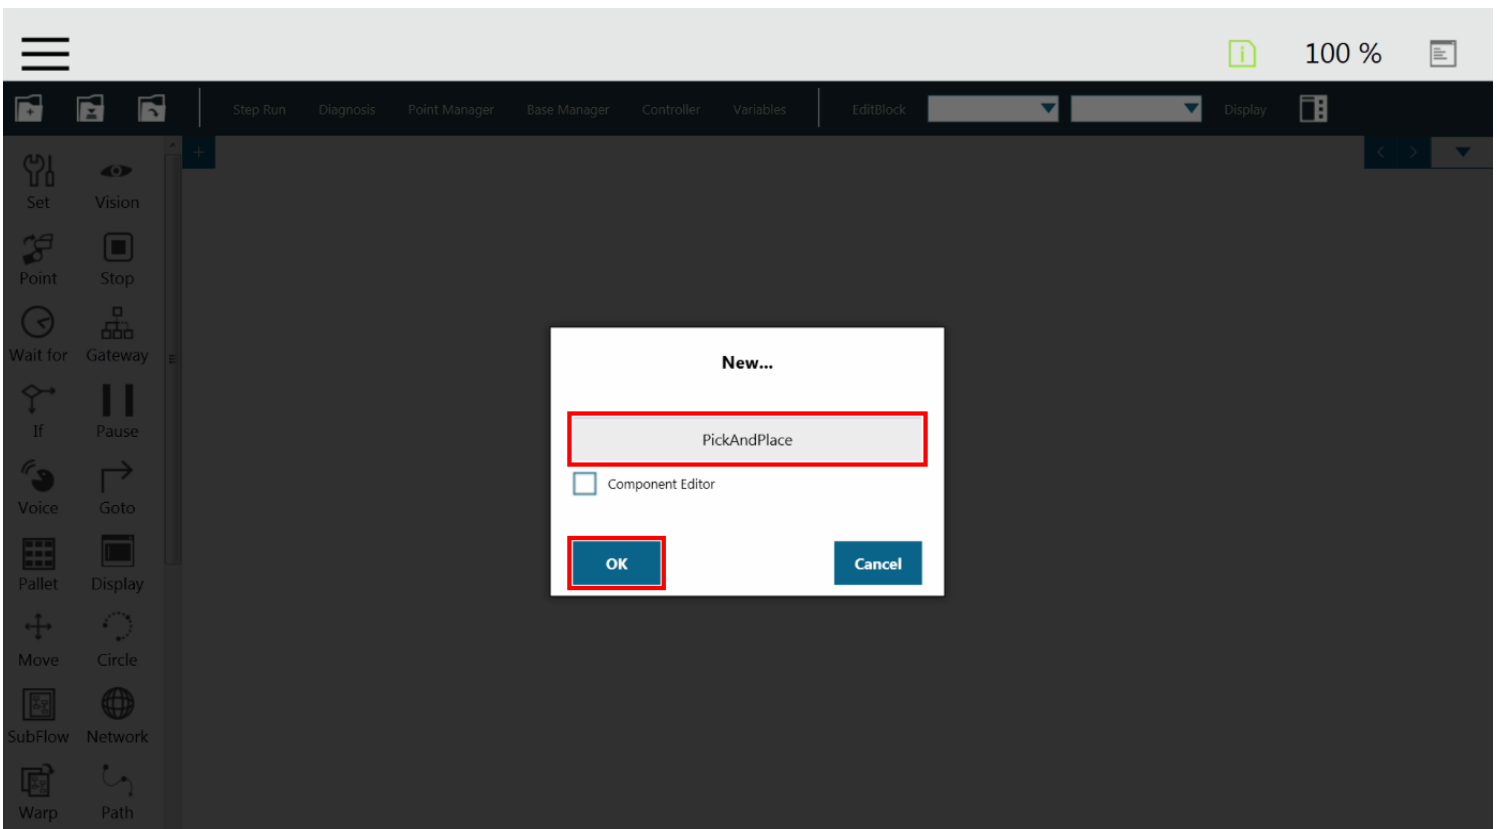 100 %
Step Run Diagnosis Point Manager Base Manager Controller Variables EditBlock Display
Set Vision
Point Stop
Wait for Gateway
If Pause
Voice Goto
Pallet Display
Move Circle
SubFlow Network
Warp Path
New...
PickAndPlace
Component Editor
OK Cancel